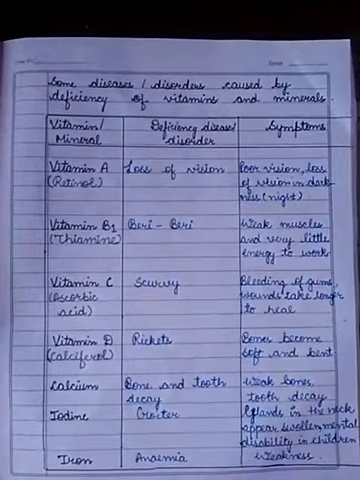 Some diseases / disorders caused by
deficiency of vitamins and minerals.
Vitamin/ Mineral | Deficiency disease/ disorder | Symptoms
Vitamin A (Retinol) | Loss of vision | Poor vision, loss of vision in darkness (night)
Vitamin B1 (Thiamine) | Beri - Beri | Weak muscles and very little energy to work
Vitamin C (Ascorbic acid) | Scurvy | Bleeding of gums, wounds take longer to heal
Vitamin D (Calciferol) | Rickets | Bones become soft and bent
Calcium | Bone and tooth decay | Weak bones, tooth decay
Iodine | Goiter | Glands in the neck appear swollen mental disability in children
Iron | Anaemia | Weakness.